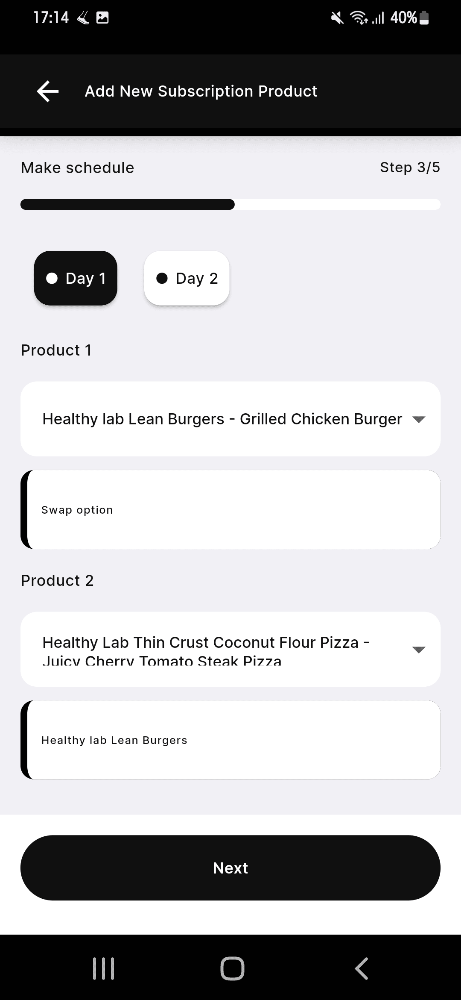 17:14
40%
Add New Subscription Product
Make schedule
Step 3/5
Day 1
Day 2
Product 1
Healthy lab Lean Burgers - Grilled Chicken Burger
Swap option
Product 2
Healthy Lab Thin Crust Coconut Flour Pizza -
Juicy Cherry Tomato Steak Pizza
Healthy lab Lean Burgers
Next